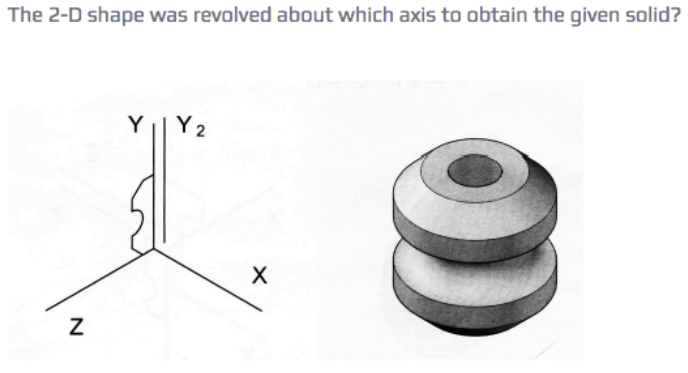 The 2-D shape was revolved about which axis to obtain the given solid?
Y Y2
X
Z